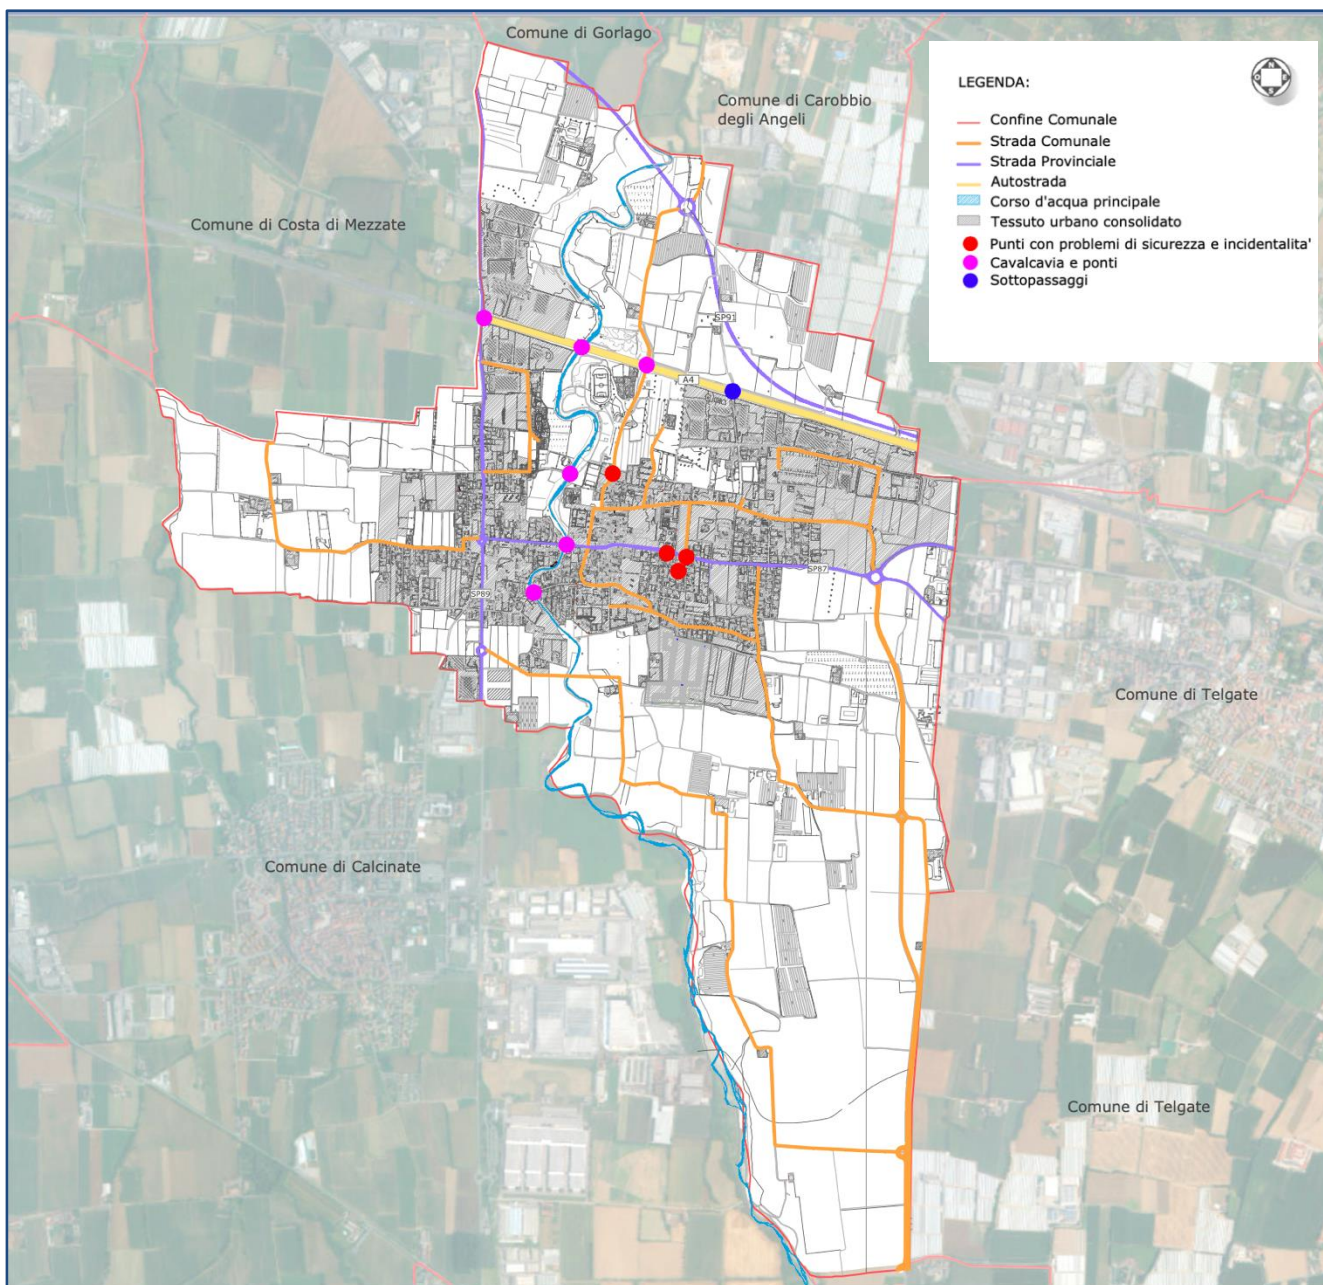 Comune di Gorlago
Comune di Carobbio
degli Angeli
Comune di Costa di Mezzate
LEGENDA:
Confine Comunale
Strada Comunale
Strada Provinciale
Autostrada
Corso d'acqua principale
Tessuto urbano consolidato
Punti con problemi di sicurezza e incidentalita'
Cavalcavia e ponti
Sottopassaggi
SP91
A4
SP87
SP89
Comune di Telgate
Comune di Calcinate
Comune di Telgate